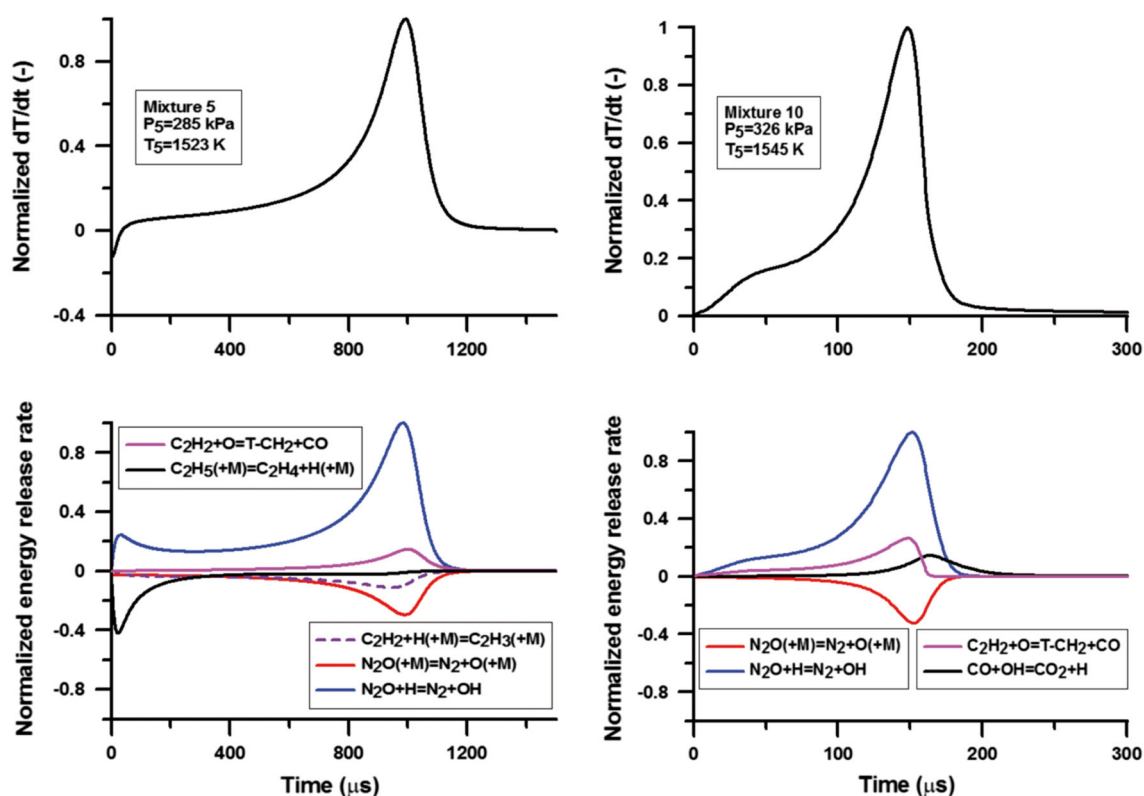 Normalized dT/dt (-)
0.8
0.4
0
-0.4
Mixture 5
P5=285 kPa
T5=1523 K
0
400
800
1200
Normalized dT/dt (-)
1
0.8
0.6
0.4
0.2
0
Mixture 10
P5=326 kPa
T5=1545 K
0
100
200
300
Normalized energy release rate
0.8
0.4
0
-0.4
-0.8
C2H2+O=T-CH2+CO
C2H5(+M)=C2H4+H(+M)
C2H2+H(+M)=C2H3(+M)
N2O(+M)=N2+O(+M)
N2O+H=N2+OH
0
400
800
1200
Time (μs)
Normalized energy release rate
0.8
0.4
0
-0.4
-0.8
N2O(+M)=N2+O(+M)
N2O+H=N2+OH
C2H2+O=T-CH2+CO
CO+OH=CO2+H
0
100
200
300
Time (μs)